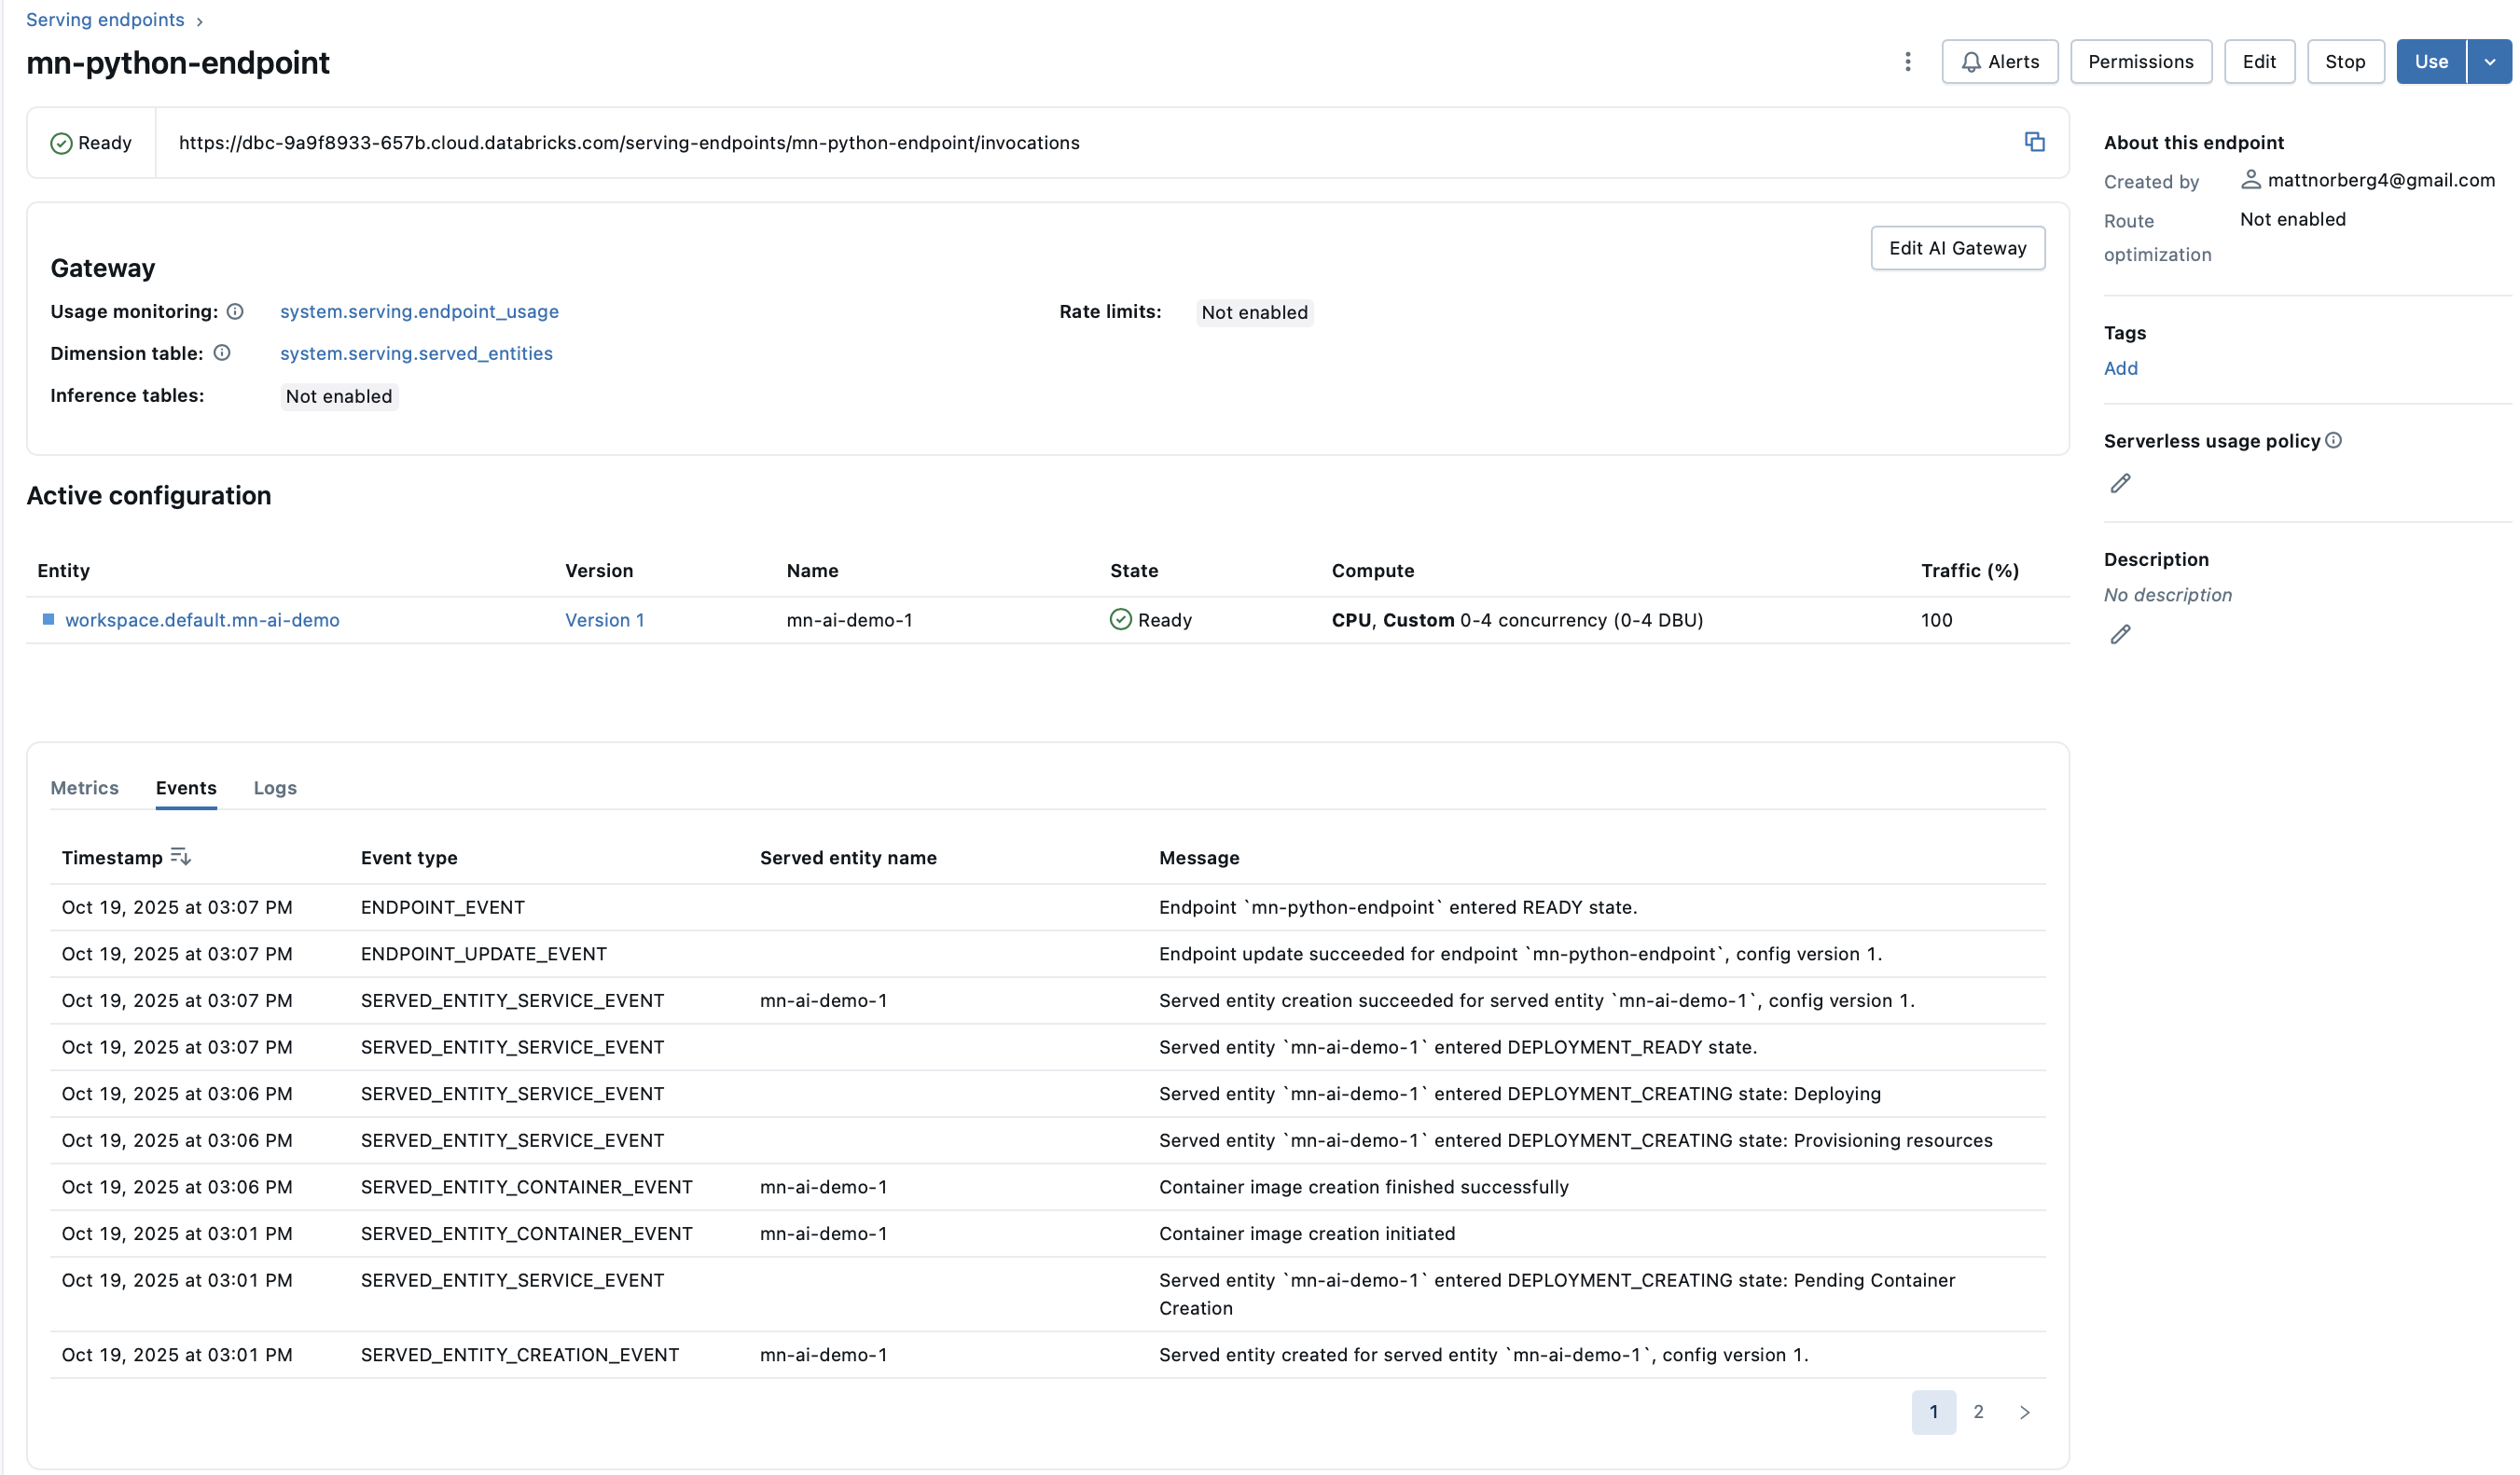 Serving endpoints ›
mn-python-endpoint
Alerts Permissions Edit Stop Use
Ready https://dbc-9a9f8933-657b.cloud.databricks.com/serving-endpoints/mn-python-endpoint/invocations
Gateway
Edit AI Gateway
Usage monitoring: system.serving.endpoint_usage Rate limits: Not enabled
Dimension table: system.serving.served_entities
Inference tables: Not enabled
About this endpoint
Created by mattnorberg4@gmail.com
Route optimization Not enabled
Tags
Add
Serverless usage policy
Description
No description
Active configuration
Entity Version Name State Compute Traffic (%)
workspace.default.mn-ai-demo Version 1 mn-ai-demo-1 Ready CPU, Custom 0-4 concurrency (0-4 DBU) 100
Metrics Events Logs
Timestamp Event type Served entity name Message
Oct 19, 2025 at 03:07 PM ENDPOINT_EVENT Endpoint `mn-python-endpoint` entered READY state.
Oct 19, 2025 at 03:07 PM ENDPOINT_UPDATE_EVENT Endpoint update succeeded for endpoint `mn-python-endpoint`, config version 1.
Oct 19, 2025 at 03:07 PM SERVED_ENTITY_SERVICE_EVENT mn-ai-demo-1 Served entity creation succeeded for served entity `mn-ai-demo-1`, config version 1.
Oct 19, 2025 at 03:07 PM SERVED_ENTITY_SERVICE_EVENT Served entity `mn-ai-demo-1` entered DEPLOYMENT_READY state.
Oct 19, 2025 at 03:06 PM SERVED_ENTITY_SERVICE_EVENT Served entity `mn-ai-demo-1` entered DEPLOYMENT_CREATING state: Deploying
Oct 19, 2025 at 03:06 PM SERVED_ENTITY_SERVICE_EVENT Served entity `mn-ai-demo-1` entered DEPLOYMENT_CREATING state: Provisioning resources
Oct 19, 2025 at 03:06 PM SERVED_ENTITY_CONTAINER_EVENT mn-ai-demo-1 Container image creation finished successfully
Oct 19, 2025 at 03:01 PM SERVED_ENTITY_CONTAINER_EVENT mn-ai-demo-1 Container image creation initiated
Oct 19, 2025 at 03:01 PM SERVED_ENTITY_SERVICE_EVENT Served entity `mn-ai-demo-1` entered DEPLOYMENT_CREATING state: Pending Container
Creation
Oct 19, 2025 at 03:01 PM SERVED_ENTITY_CREATION_EVENT mn-ai-demo-1 Served entity created for served entity `mn-ai-demo-1`, config version 1.
1 2 >